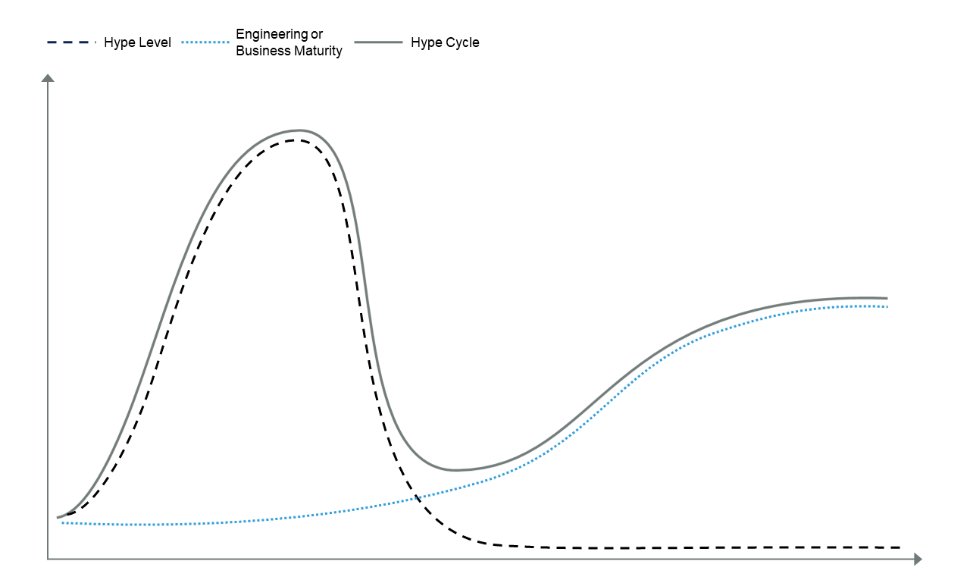 Hype Level
Engineering or
Business Maturity
Hype Cycle